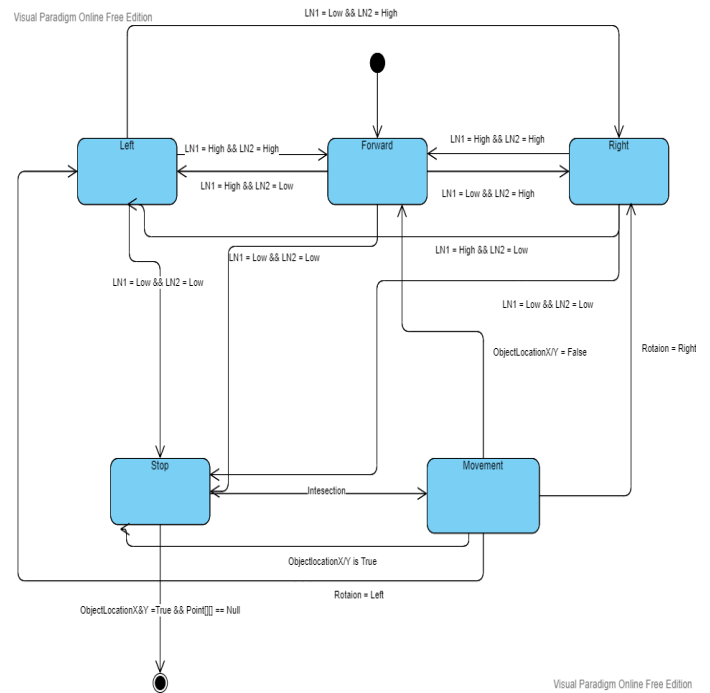 Visual Paradigm Online Free Edition
LN1 = Low && LN2 = High
Left
Forward
Right
LN1 = High && LN2 = High
LN1 = High && LN2 = High
LN1 = High && LN2 = Low
LN1 = Low && LN2 = High
LN1 = Low && LN2 = Low
LN1 = High && LN2 = Low
LN1 = Low && LN2 = Low
LN1 = Low && LN2 = Low
ObjectLocationX/Y = False
Rotaion = Right
Stop
Movement
Intesection
ObjectlocationX/Y is True
Rotaion = Left
ObjectLocationX&Y =True && Point[][] == Null
Visual Paradigm Online Free Edition